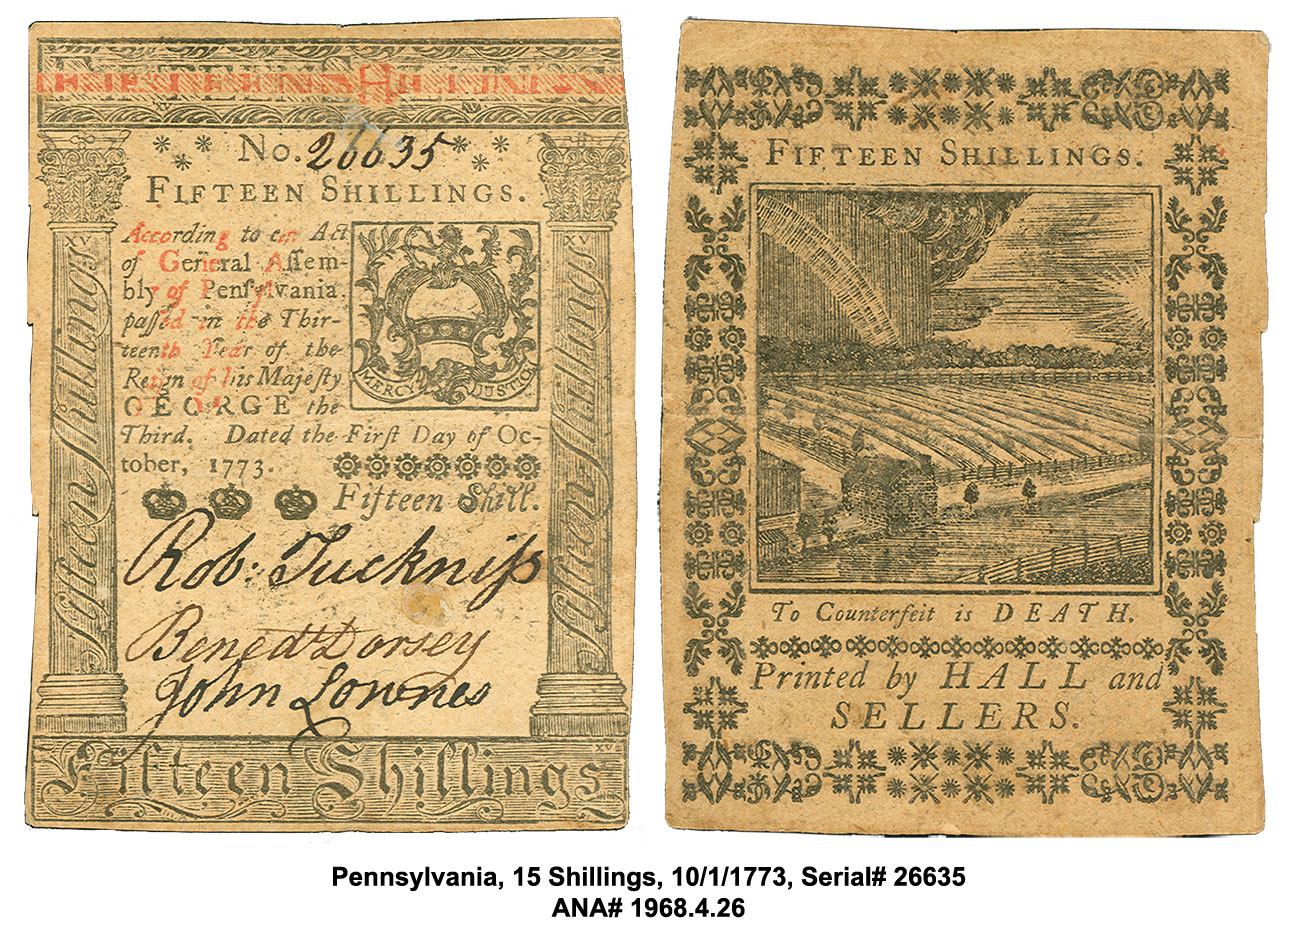 No. 26635
FIFTEEN SHILLINGS.
According to an Act
of General Assem-
bly of Pensylvania,
passed in the Thir-
teenth Year of the
Reign of his Majesty
GEORGE the
Third. Dated the First Day of Oc-
tober, 1773.
Fifteen Shill.
XV
Fifteen Shillings
XV
Fifteen Shillings
MERCY JUSTICE
Rob: Tuckniss
Bened Dorsey
John Lownes
Fifteen Shillings
XV
FIFTEEN SHILLINGS.
To Counterfeit is DEATH.
Printed by HALL and
SELLERS.
Pennsylvania, 15 Shillings, 10/1/1773, Serial# 26635
ANA# 1968.4.26